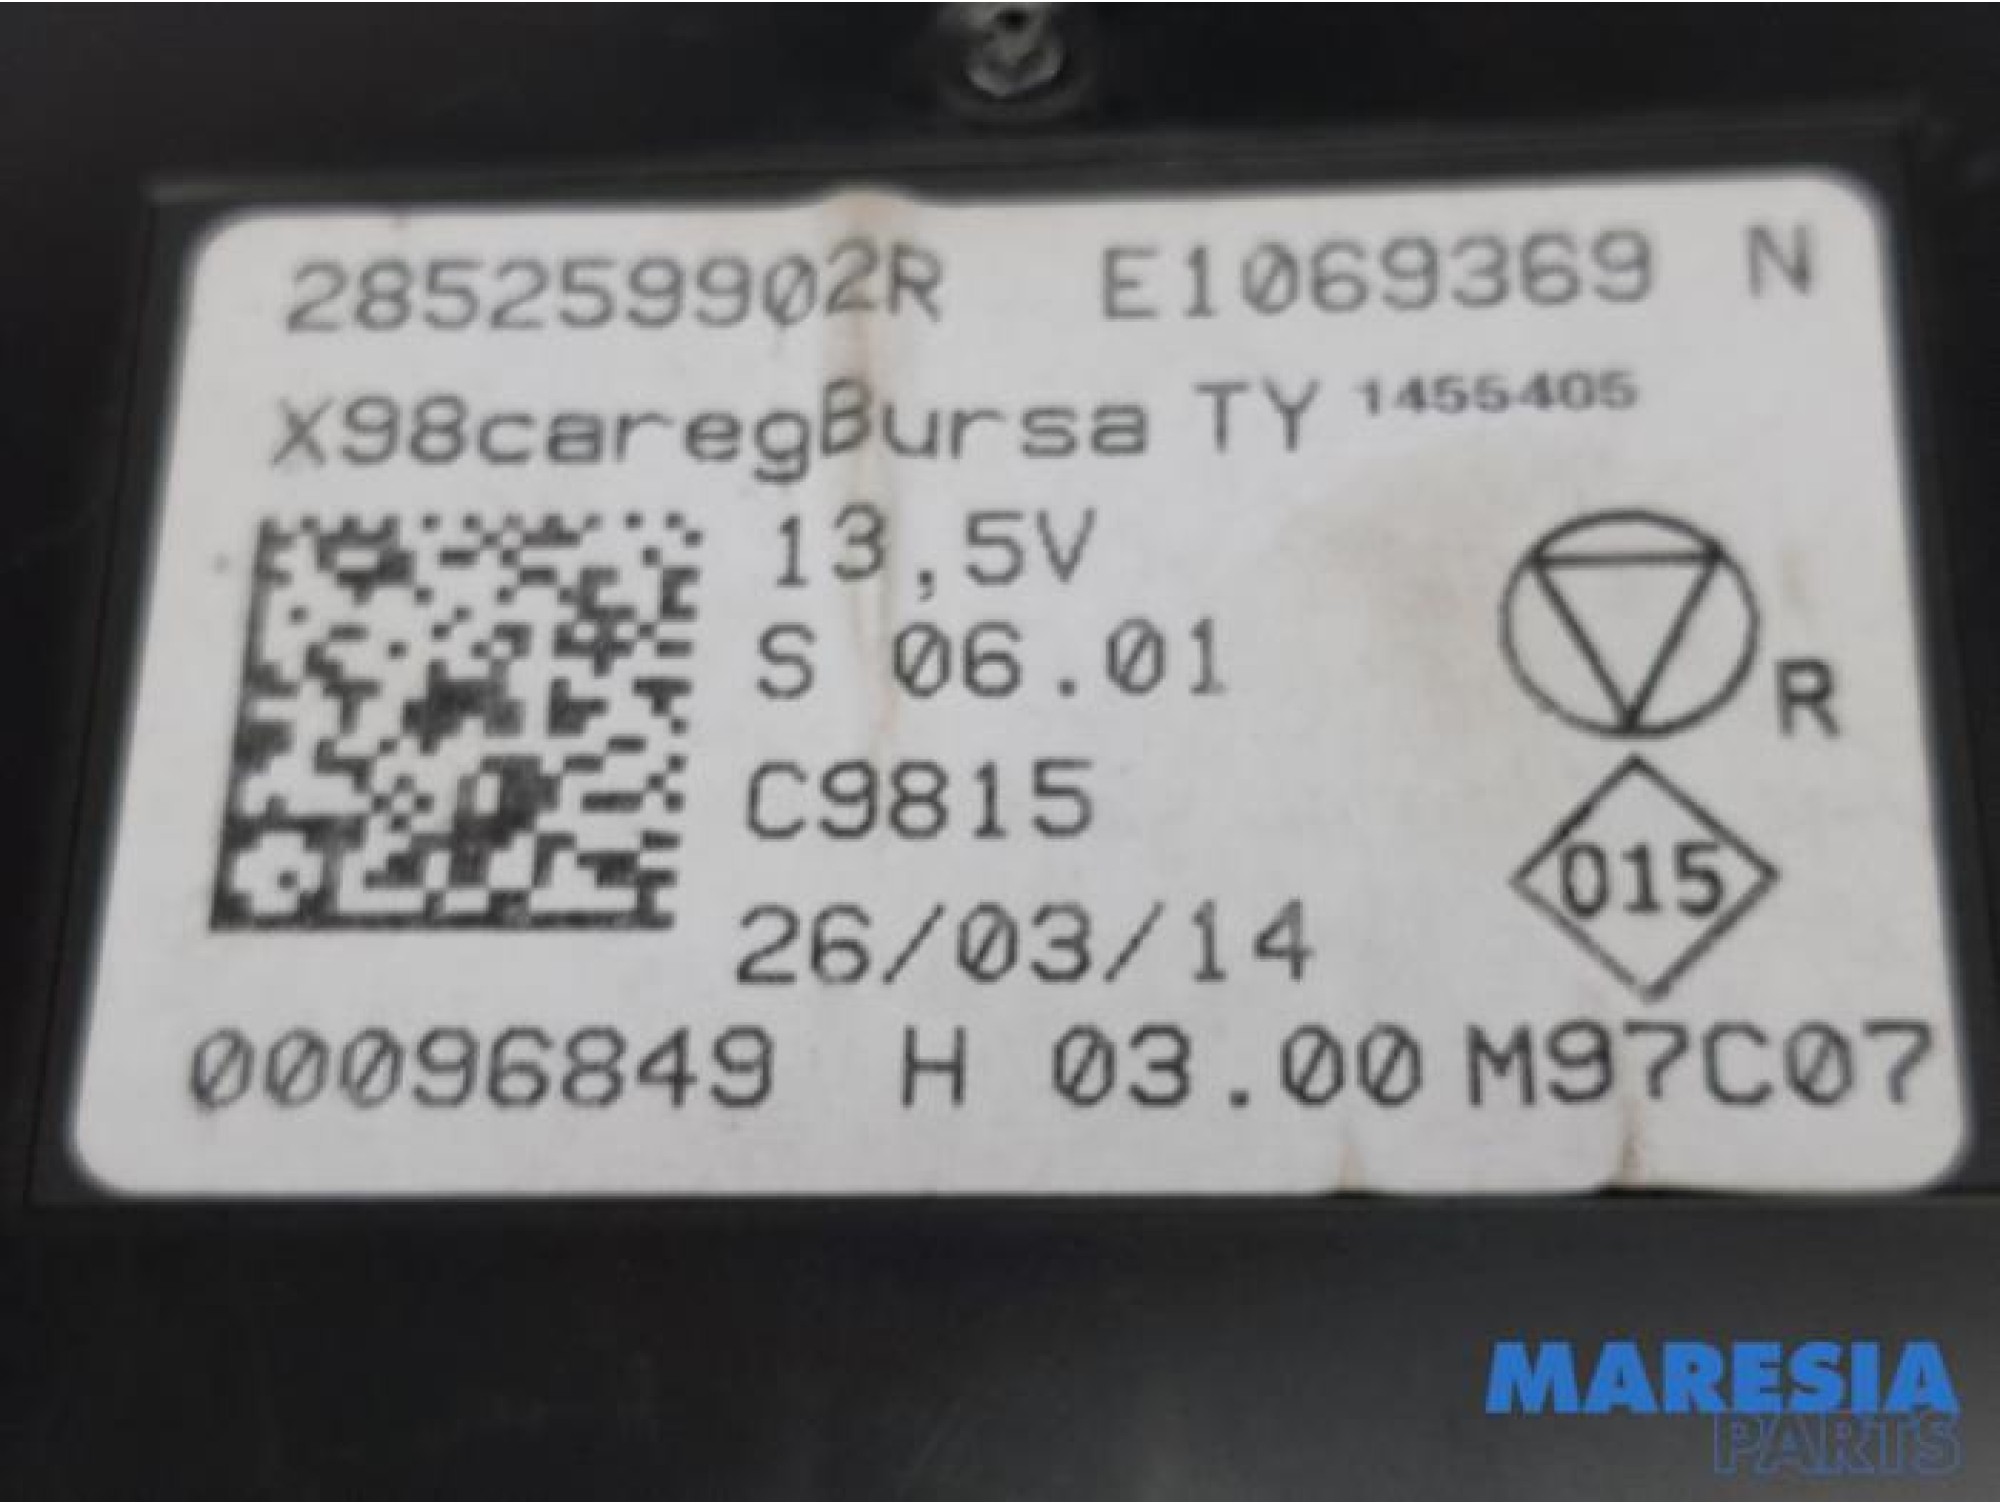 285259902R E1069369 N
X98caregBursa TY 1455405
13,5V
S 06.01
R
C9815
015
26/03/14
00096849 H 03.00 M97C07
MARESIA
PARTS